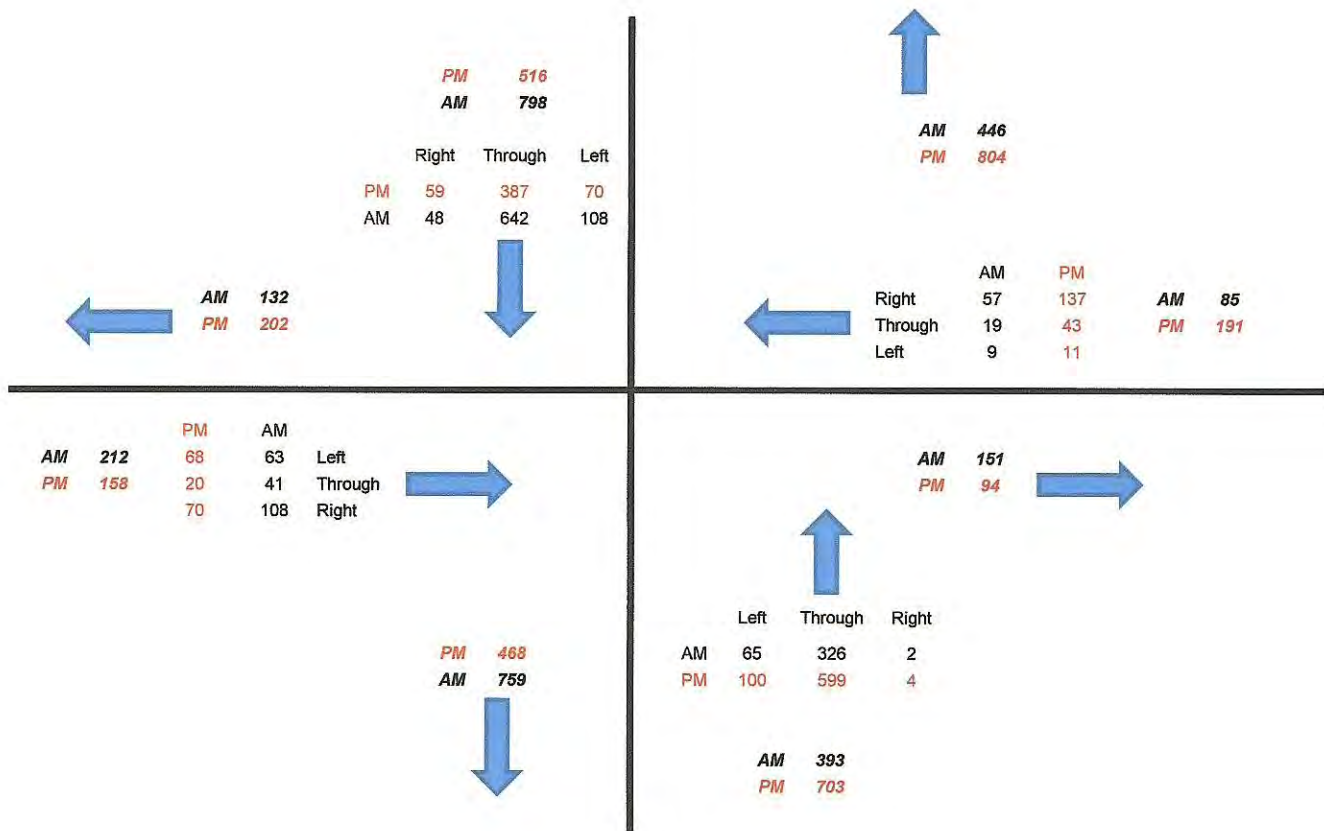 PM 516
AM 798
Right Through Left
PM 59 387 70
AM 48 642 108
AM 132
PM 202
AM 446
PM 804
AM PM
Right 57 137 AM 85
Through 19 43 PM 191
Left 9 11
PM AM
AM 212 68 63 Left
PM 158 20 41 Through
70 108 Right
PM 468
AM 759
AM 151
PM 94
Left Through Right
AM 65 326 2
PM 100 599 4
AM 393
PM 703